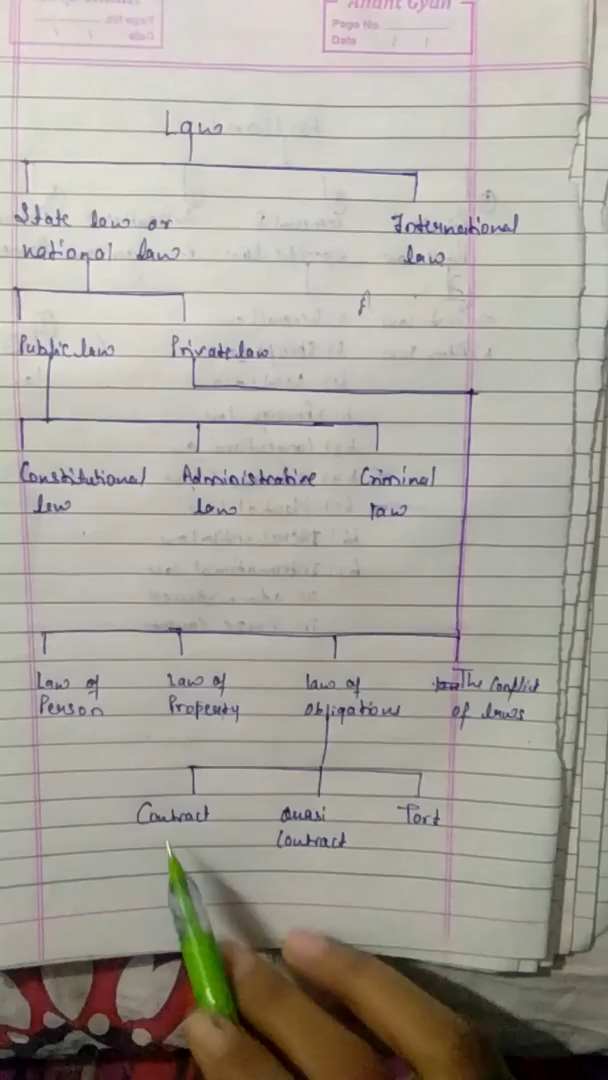 Anant Gyan
Page No.
Date
Law
State law or
national law
International
law
Public law
Private law
Constitutional
law
Administrative
law
Criminal
law
Law of
Person
Law of
Property
law of
obligations
The Conflict
of laws
Contract
Quasi
Contract
Tort